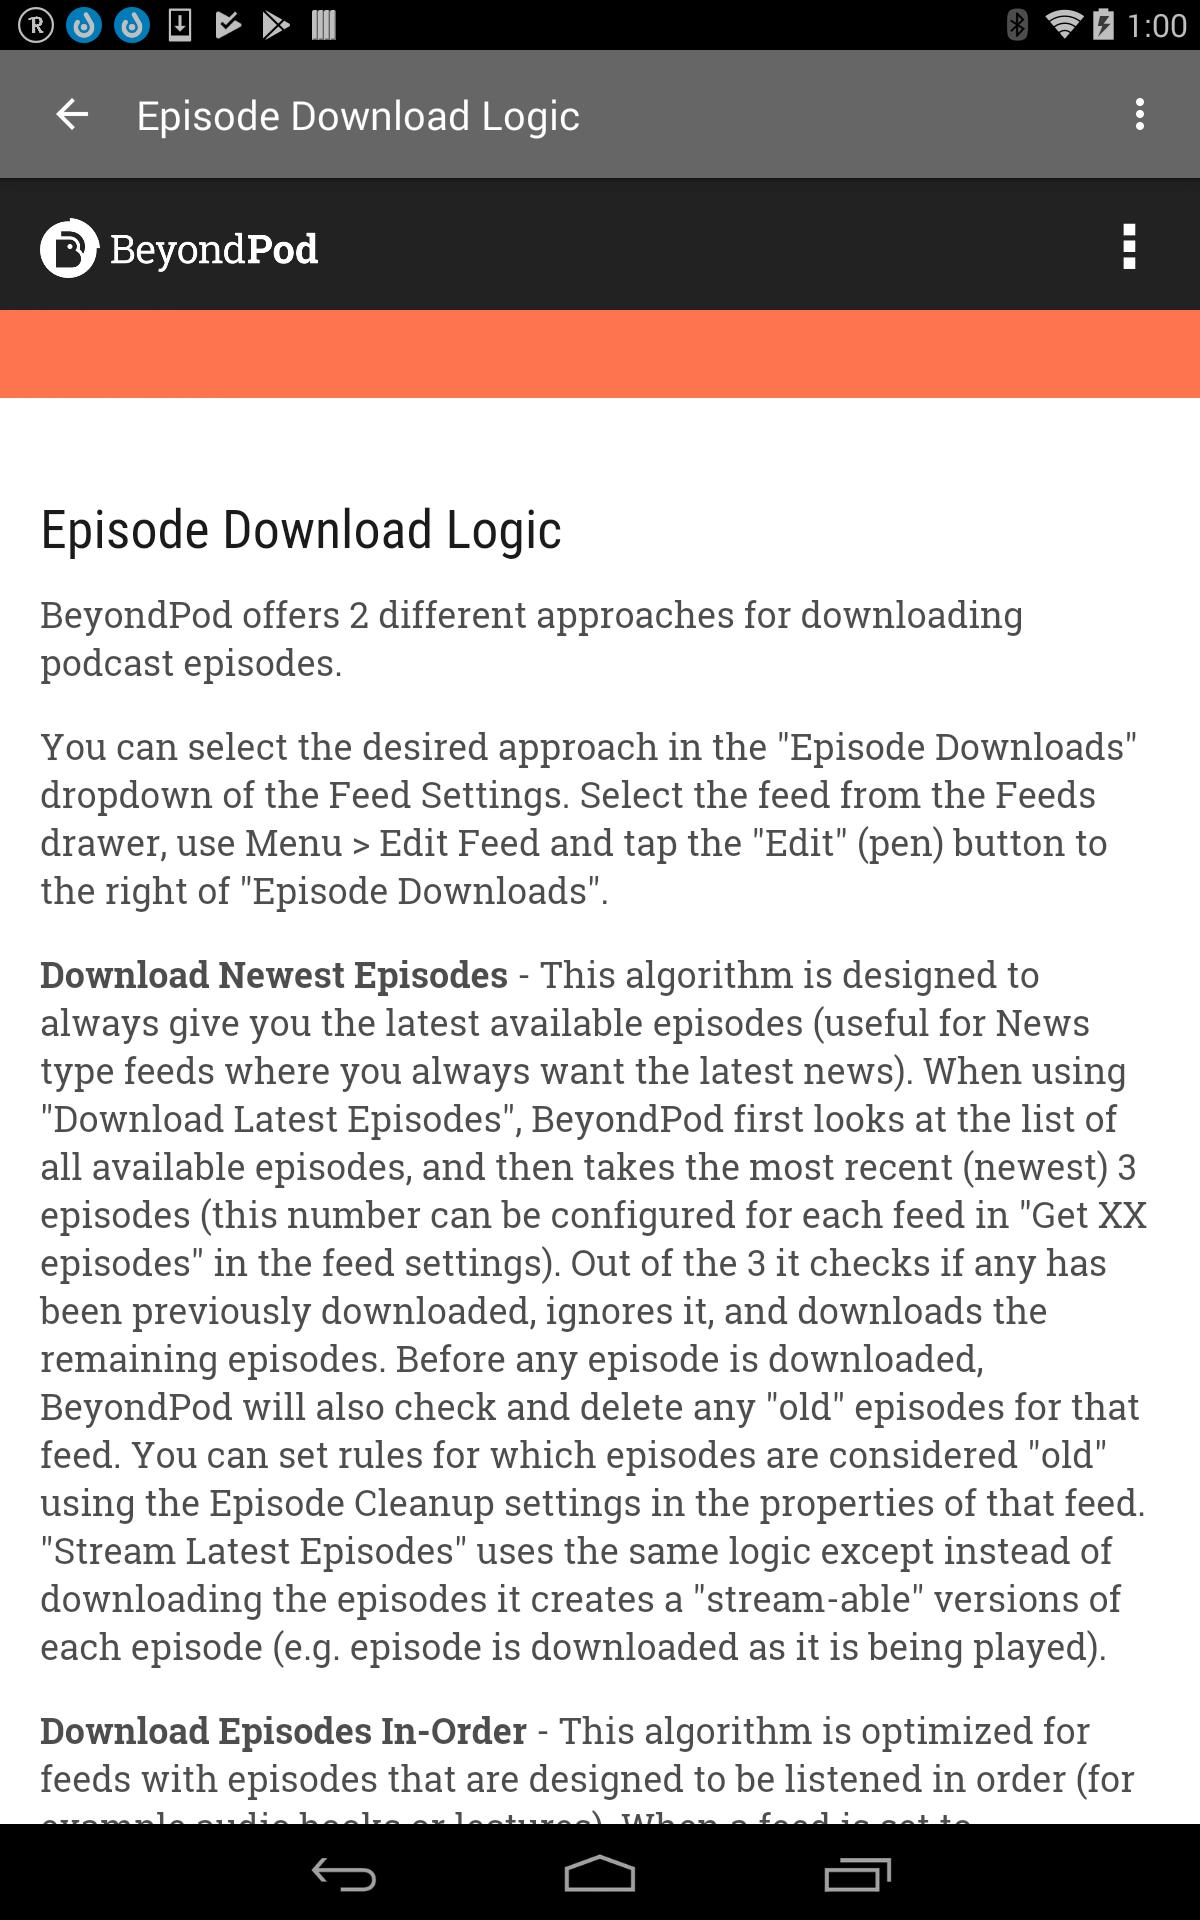 1:00
Episode Download Logic
BeyondPod
Episode Download Logic
BeyondPod offers 2 different approaches for downloading
podcast episodes.
You can select the desired approach in the "Episode Downloads"
dropdown of the Feed Settings. Select the feed from the Feeds
drawer, use Menu > Edit Feed and tap the "Edit" (pen) button to
the right of "Episode Downloads".
Download Newest Episodes - This algorithm is designed to
always give you the latest available episodes (useful for News
type feeds where you always want the latest news). When using
"Download Latest Episodes", BeyondPod first looks at the list of
all available episodes, and then takes the most recent (newest) 3
episodes (this number can be configured for each feed in "Get XX
episodes" in the feed settings). Out of the 3 it checks if any has
been previously downloaded, ignores it, and downloads the
remaining episodes. Before any episode is downloaded,
BeyondPod will also check and delete any "old" episodes for that
feed. You can set rules for which episodes are considered "old"
using the Episode Cleanup settings in the properties of that feed.
"Stream Latest Episodes" uses the same logic except instead of
downloading the episodes it creates a "stream-able" versions of
each episode (e.g. episode is downloaded as it is being played).
Download Episodes In-Order - This algorithm is optimized for
feeds with episodes that are designed to be listened in order (for
example audio books or lectures). When a feed is set to